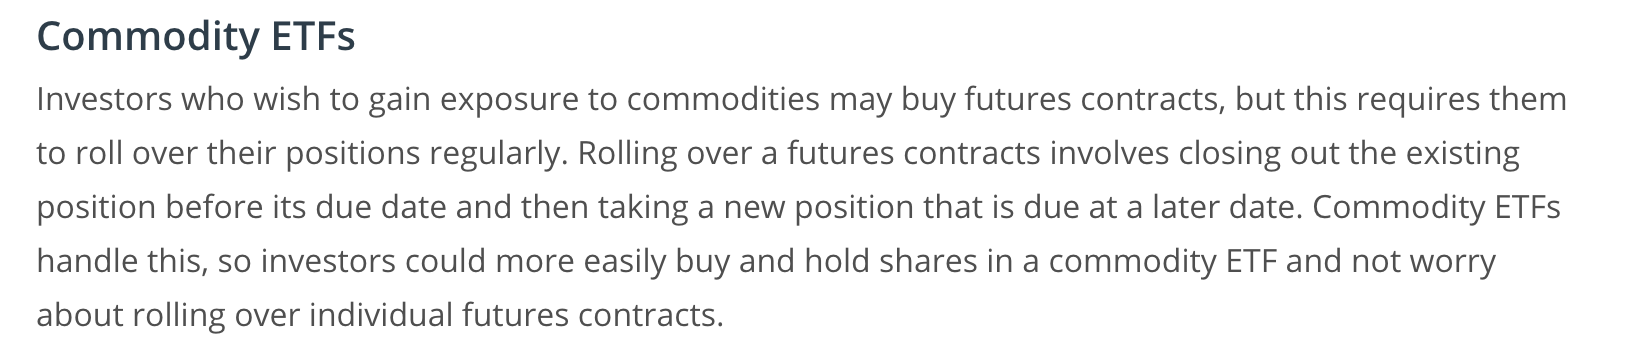 Commodity ETFs
Investors who wish to gain exposure to commodities may buy futures contracts, but this requires them
to roll over their positions regularly. Rolling over a futures contracts involves closing out the existing
position before its due date and then taking a new position that is due at a later date. Commodity ETFs
handle this, so investors could more easily buy and hold shares in a commodity ETF and not worry
about rolling over individual futures contracts.